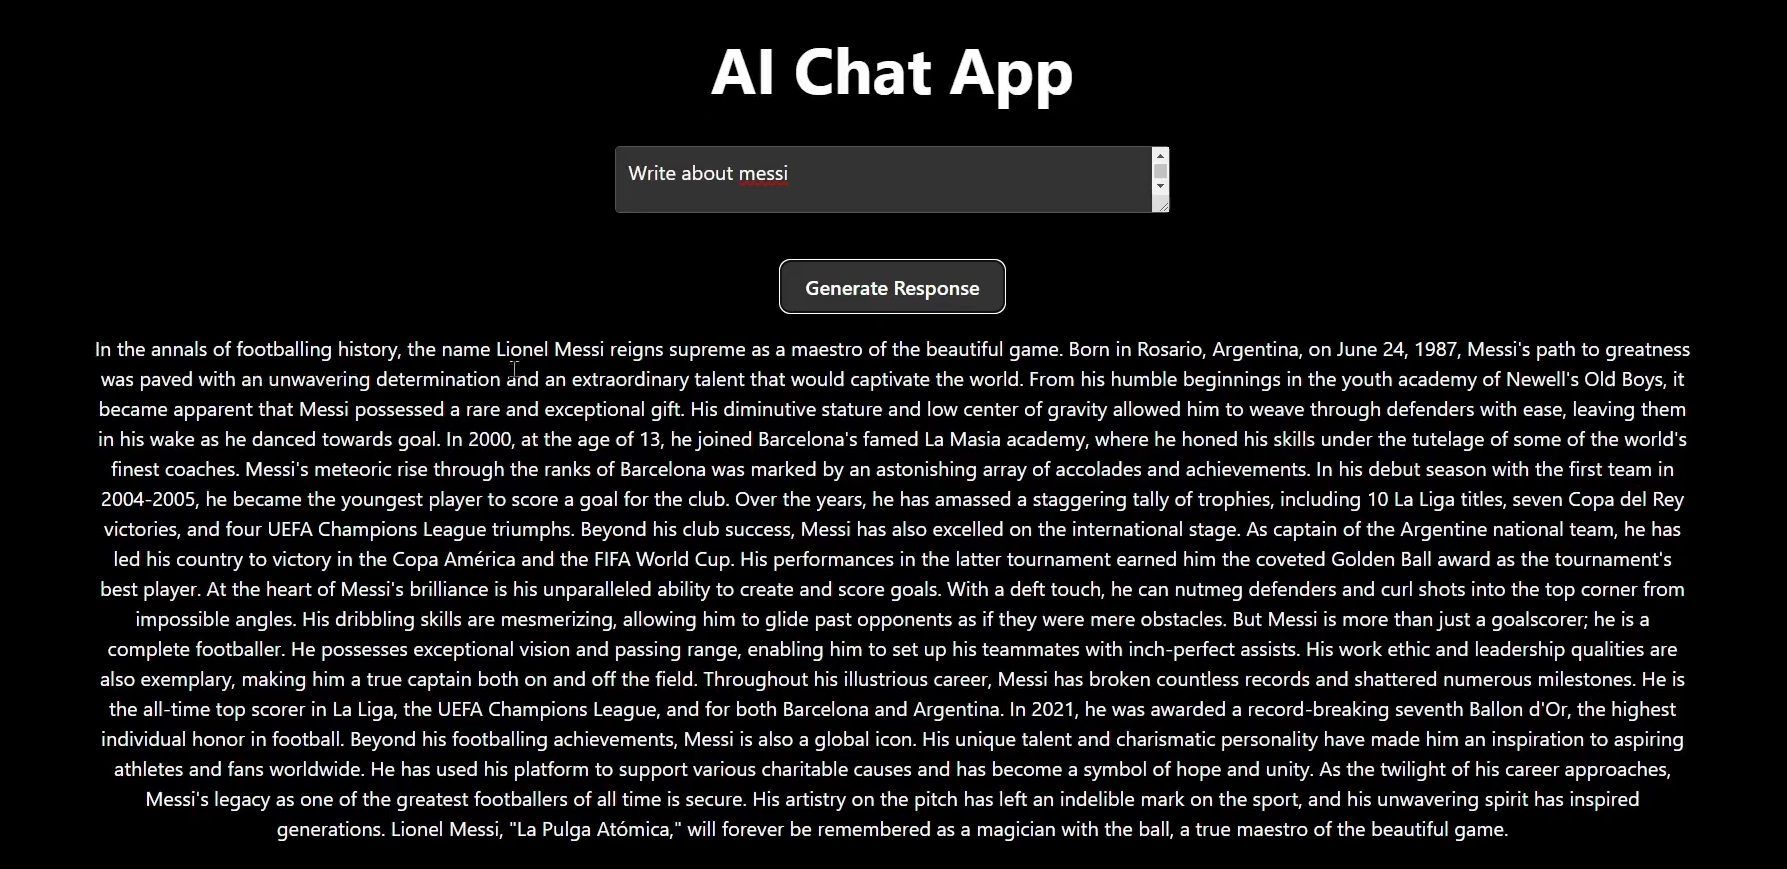 AI Chat App
Write about messi
Generate Response
In the annals of footballing history, the name Lionel Messi reigns supreme as a maestro of the beautiful game. Born in Rosario, Argentina, on June 24, 1987, Messi's path to greatness
was paved with an unwavering determination and an extraordinary talent that would captivate the world. From his humble beginnings in the youth academy of Newell's Old Boys, it
became apparent that Messi possessed a rare and exceptional gift. His diminutive stature and low center of gravity allowed him to weave through defenders with ease, leaving them
in his wake as he danced towards goal. In 2000, at the age of 13, he joined Barcelona's famed La Masia academy, where he honed his skills under the tutelage of some of the world's
finest coaches. Messi's meteoric rise through the ranks of Barcelona was marked by an astonishing array of accolades and achievements. In his debut season with the first team in
2004-2005, he became the youngest player to score a goal for the club. Over the years, he has amassed a staggering tally of trophies, including 10 La Liga titles, seven Copa del Rey
victories, and four UEFA Champions League triumphs. Beyond his club success, Messi has also excelled on the international stage. As captain of the Argentine national team, he has
led his country to victory in the Copa América and the FIFA World Cup. His performances in the latter tournament earned him the coveted Golden Ball award as the tournament's
best player. At the heart of Messi's brilliance is his unparalleled ability to create and score goals. With a deft touch, he can nutmeg defenders and curl shots into the top corner from
impossible angles. His dribbling skills are mesmerizing, allowing him to glide past opponents as if they were mere obstacles. But Messi is more than just a goalscorer; he is a
complete footballer. He possesses exceptional vision and passing range, enabling him to set up his teammates with inch-perfect assists. His work ethic and leadership qualities are
also exemplary, making him a true captain both on and off the field. Throughout his illustrious career, Messi has broken countless records and shattered numerous milestones. He is
the all-time top scorer in La Liga, the UEFA Champions League, and for both Barcelona and Argentina. In 2021, he was awarded a record-breaking seventh Ballon d'Or, the highest
individual honor in football. Beyond his footballing achievements, Messi is also a global icon. His unique talent and charismatic personality have made him an inspiration to aspiring
athletes and fans worldwide. He has used his platform to support various charitable causes and has become a symbol of hope and unity. As the twilight of his career approaches,
Messi's legacy as one of the greatest footballers of all time is secure. His artistry on the pitch has left an indelible mark on the sport, and his unwavering spirit has inspired
generations. Lionel Messi, "La Pulga Atómica," will forever be remembered as a magician with the ball, a true maestro of the beautiful game.